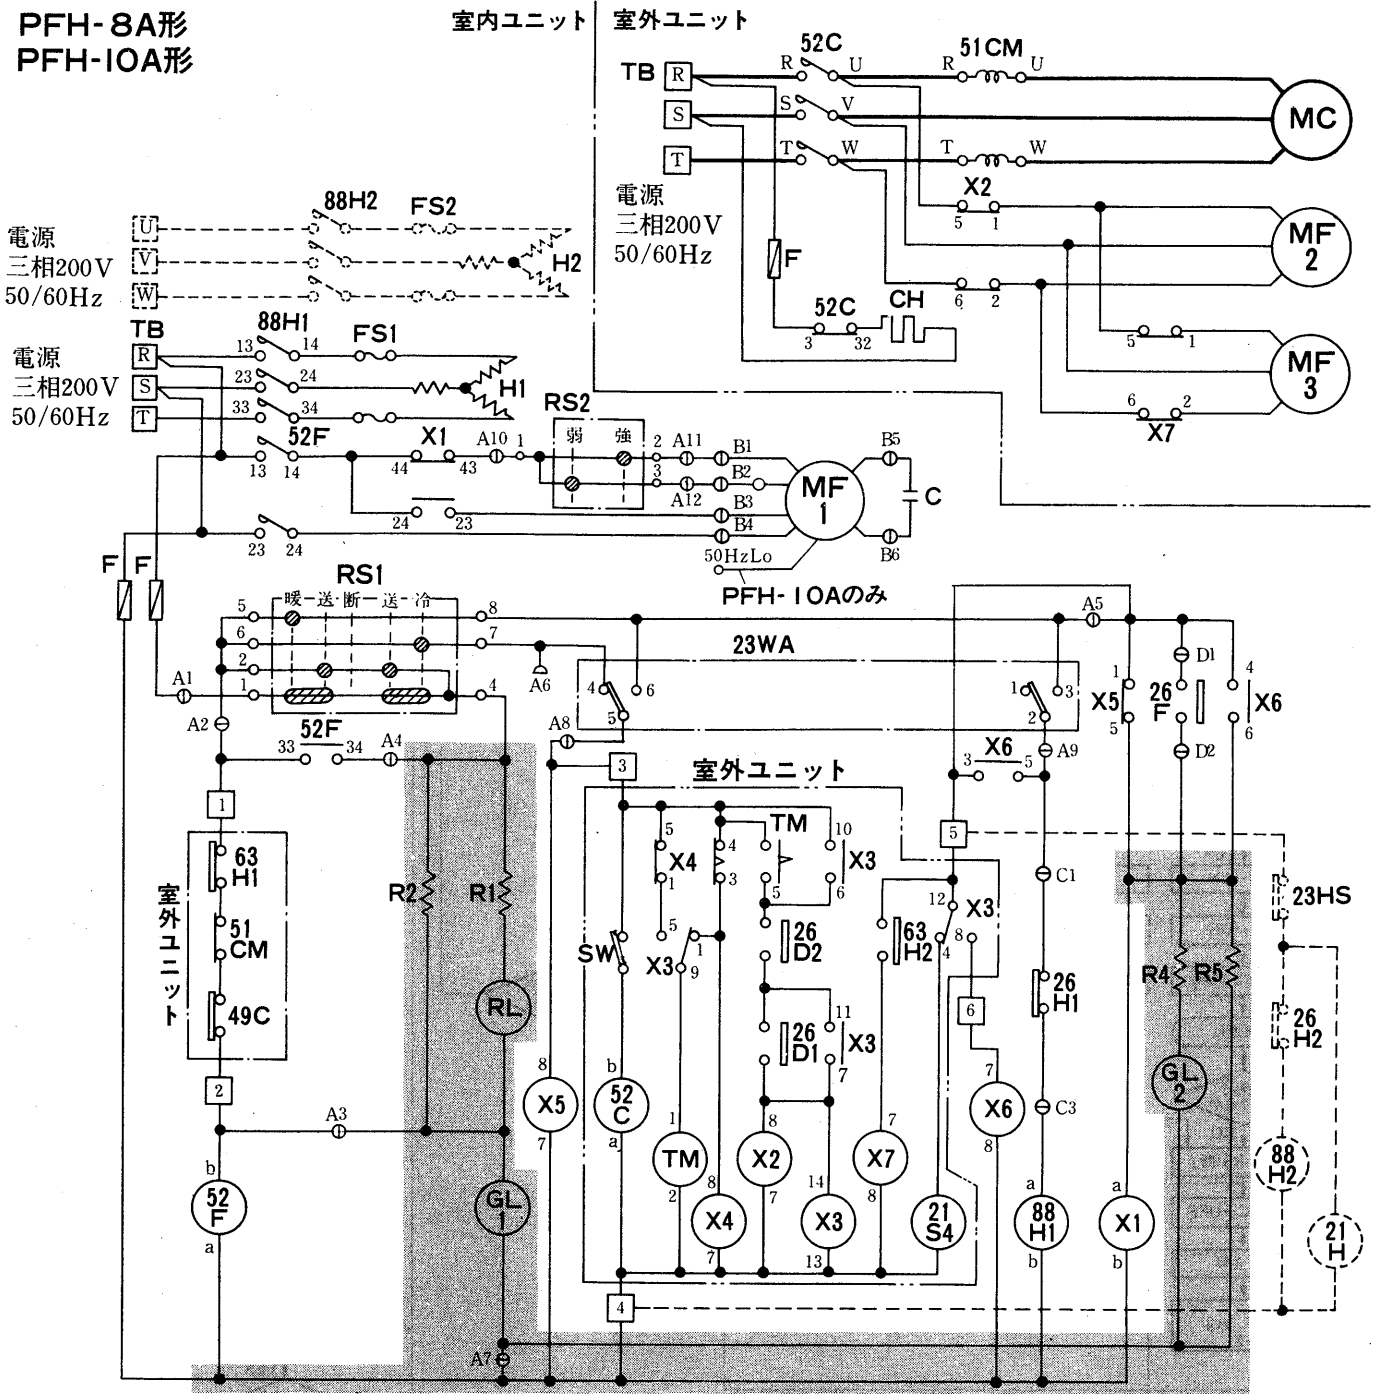 PFH-8A形
PFH-10A形
室内ユニット
室外ユニット
52C
51CM
TB
R
R
U
R
U
S
S
V
MC
T
T
W
T
W
電源
三相200V
50/60Hz
X2
5
1
MF
2
6
2
F
52C
CH
3
32
5
1
MF
3
6
2
X7
88H2
FS2
電源
三相200V
50/60Hz
U
V
W
H2
TB
88H1
FS1
電源
三相200V
50/60Hz
R
S
T
13
14
23
24
33
34
H1
RS2
弱
強
52F
X1
A10
1
2
A11
B1
B5
13
14
44
43
3
A12
B2
MF
1
C
24
23
B3
B4
B6
23
24
50HzLo
PFH-10Aのみ
F
F
RS1
暖
送
断
送
冷
5
8
6
7
2
1
4
A1
A2
A6
23WA
4
6
5
1
3
2
A5
D1
26
F
D2
1
X5
5
4
X6
6
A8
A9
52F
33
34
A4
3
室外ユニット
X6
3
5
1
63
H1
51
CM
49C
室外ユニット
2
A3
R2
R1
RL
GL
1
b
52
F
a
A7
5
X4
1
4
3
TM
5
10
X3
6
SW
5
X3
1
9
26
D2
26
D1
11
X3
7
63
H2
12
X3
4
8
5
6
C1
26
H1
C3
8
X5
7
b
52
C
a
1
TM
2
8
X4
7
8
X2
7
14
X3
13
7
X7
8
21
S4
7
X6
8
a
88
H1
b
a
X1
b
R4
R5
GL
2
23HS
26
H2
88
H2
21
H
4